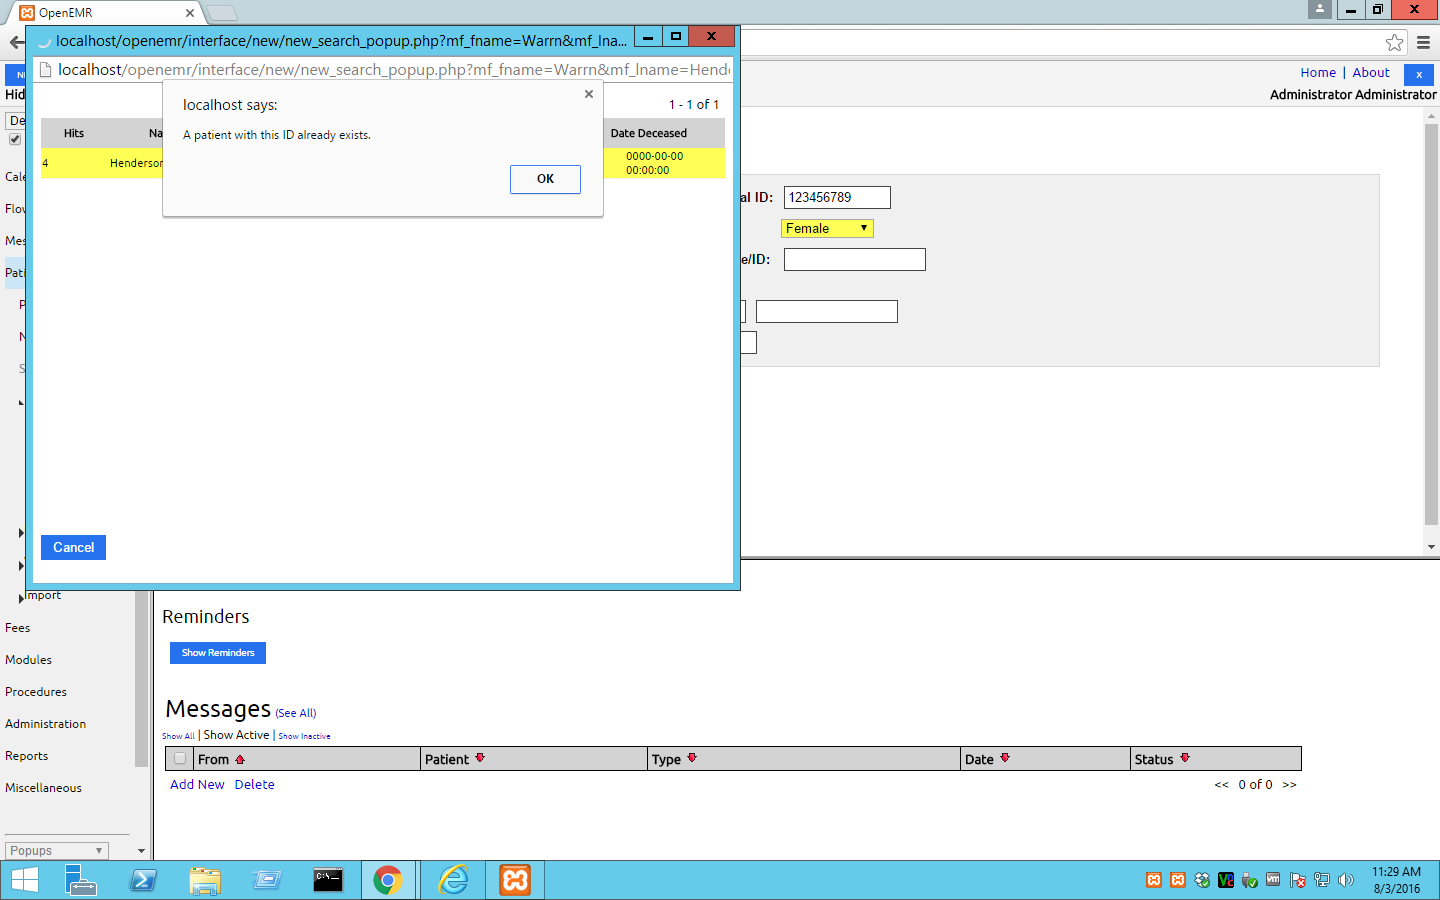 OpenEMR
localhost/openemr/interface/new/new_search_popup.php?mf_fname=Warrn&mf_lna...
localhost/openemr/interface/new/new_search_popup.php?mf_fname=Warrn&mf_lname=Hende
Home | About
x
Administrator Administrator
Hid
De
localhost says:
A patient with this ID already exists.
OK
1 - 1 of 1
Hits
Na
Date Deceased
4
Henderson
0000-00-00
00:00:00
al ID:
123456789
Female
e/ID:
Cale
Flow
Mes
Pati
P
N
S
Cancel
Import
Fees
Modules
Procedures
Administration
Reports
Miscellaneous
Popups
Reminders
Show Reminders
Messages (See All)
Show All | Show Active | Show Inactive
From
Patient
Type
Date
Status
Add New
Delete
<< 0 of 0 >>
11:29 AM
8/3/2016